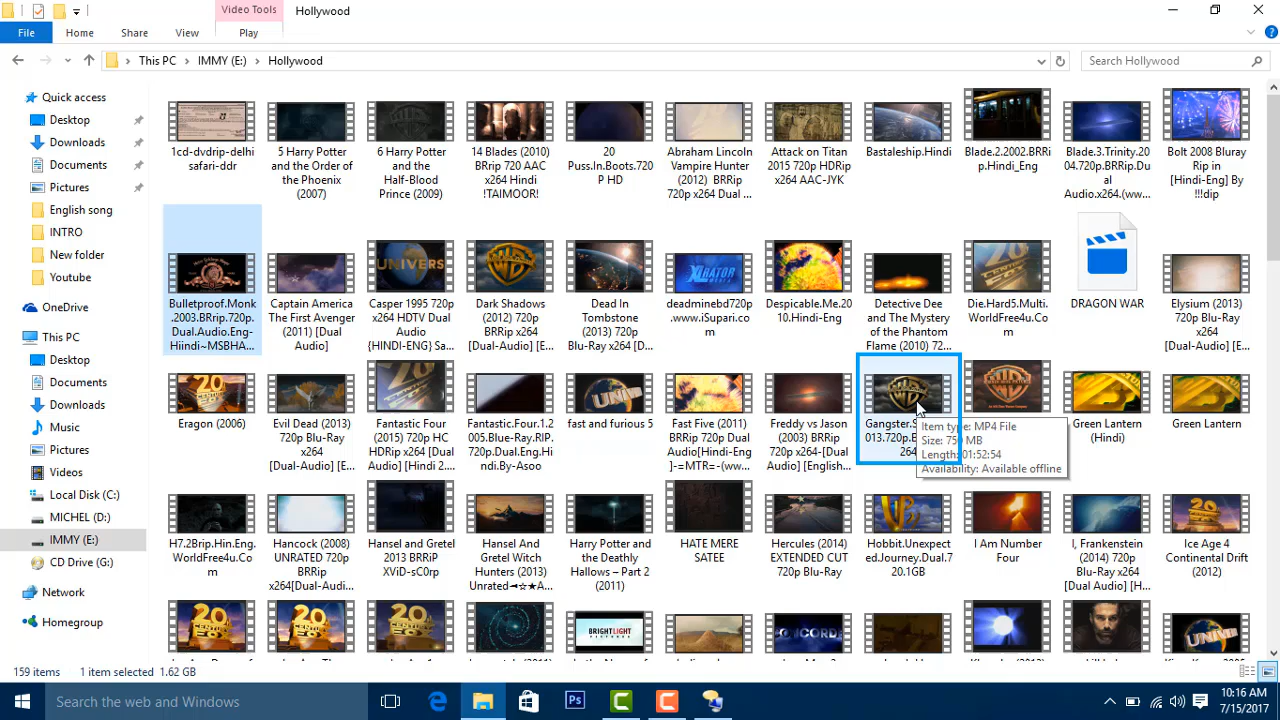 Video Tools
Hollywood
File
Home
Share
View
Play
This PC
IMMY (E:)
Hollywood
Search Hollywood
Quick access
Desktop
Downloads
Documents
Pictures
English song
INTRO
New folder
Youtube
OneDrive
This PC
Desktop
Documents
Downloads
Music
Pictures
Videos
Local Disk (C:)
MICHEL (D:)
IMMY (E:)
CD Drive (G:)
Network
Homegroup
1cd-dvdrip-delhi
safari-ddr
5 Harry Potter
and the Order of
the Phoenix
(2007)
6 Harry Potter
and the
Half-Blood
Prince (2009)
14 Blades (2010)
BRRip 720 AAC
x264 Hindi
!TAIMOOR!
20
Puss.In.Boots.720
P HD
Abraham Lincoln
Vampire Hunter
(2012) BRRip
720p x264 Dual ...
Attack on Titan
2015 720p HDRip
x264 AAC-JYK
Bastaleship.Hindi
Blade.2.2002.BRRi
p.Hindi_Eng
Blade.3.Trinity.20
04.720p.BRRip.Du
al
Audio.x264.(ww...
Bolt 2008 Bluray
Rip in
[Hindi-Eng] By
!!!dip
Bulletproof.Monk
.2003.BRrip.720p.
Dual.Audio.Eng-
Hiindi~MSBHA...
Captain America
The First Avenger
(2011) [Dual
Audio]
Casper 1995 720p
x264 HDTV Dual
Audio
{HINDI-ENG} Sa...
Dark Shadows
(2012) 720p
BRRip x264
[Dual-Audio] [E...
Dead In
Tombstone
(2013) 720p
Blu-Ray x264 [D...
deadminebd720p
.www.iSupari.co
m
Despicable.Me.20
10.Hindi-Eng
Detective Dee
and The Mystery
of the Phantom
Flame (2010) 72...
Die.Hard5.Multi.
WorldFree4u.Co
m
DRAGON WAR
Elysium (2013)
720p Blu-Ray
x264
[Dual-Audio] [E...
Eragon (2006)
Evil Dead (2013)
720p Blu-Ray
x264
[Dual-Audio] [E...
Fantastic Four
(2015) 720p HC
HDRip x264
[Dual Audio]
[Hindi 2....
Fantastic.Four.1.2
005.Blue-Ray.RIP.
Dual.Eng.Hi
ndi.By-Asoo
fast and furious 5
Fast Five (2011)
BRRip 720p Dual
Audio[Hindi-Eng
]-=MTR=-(ww...
Freddy vs Jason
(2003) BRRip
720p x264-[Dual
Audio] [English...
Gangster.S
013.720p.B
264
Item type: MP4 File
Size: 750 MB
Length: 01:52:54
Availability: Available offline
Green Lantern
(Hindi)
Green Lantern
H7.2Brip.Hin.Eng.
WorldFree4u.Co
m
Hancock (2008)
UNRATED 720p
BluRay
x265[Dual-Audi...
Hansel and Gretel
2013 BRRiP
XViD-sC0rp
Hansel And
Gretel Witch
Hunters (2013)
Unrated→☆★A...
Harry Potter and
the Deathly
Hallows – Part 2
(2011)
HATE MERE
SATEE
Hercules (2014)
EXTENDED CUT
720p Blu-Ray
Hobbit.Unexpect
ed.Journey.Dual.7
20.1GB
I Am Number
Four
I, Frankenstein
(2014) 720p
Blu-Ray x264
[Dual Audio] [H...
Ice Age 4
Continental Drift
(2012)
BRIGHTLIGHT
PICTURES
159 items
1 item selected 1.62 GB
Search the web and Windows
10:16 AM
7/15/2017